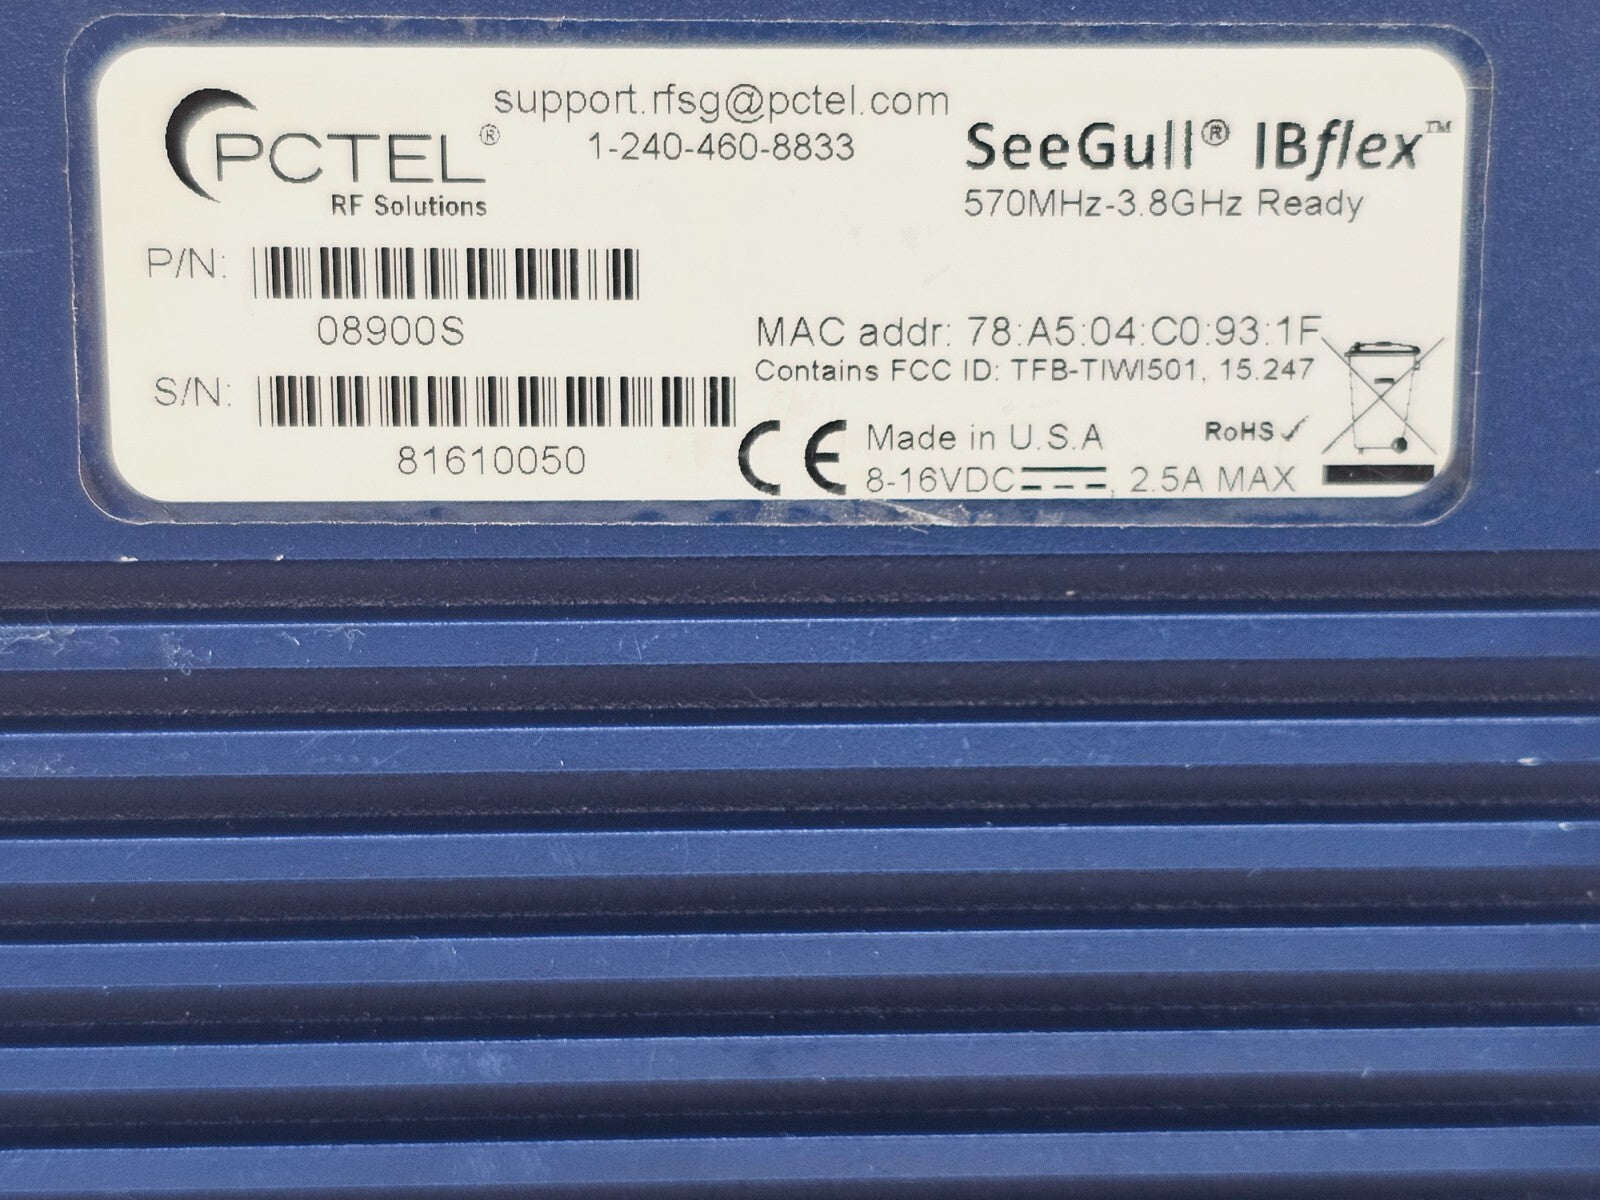 PCTEL®
RF Solutions
support.rfsg@pctel.com
1-240-460-8833
SeeGull® IBflex™
570MHz-3.8GHz Ready
P/N:
08900S
S/N:
81610050
MAC addr: 78:A5:04:C0:93:1F
Contains FCC ID: TFB-TIWI501, 15.247
CE
Made in U.S.A
RoHS✓
8-16VDC⎓, 2.5A MAX